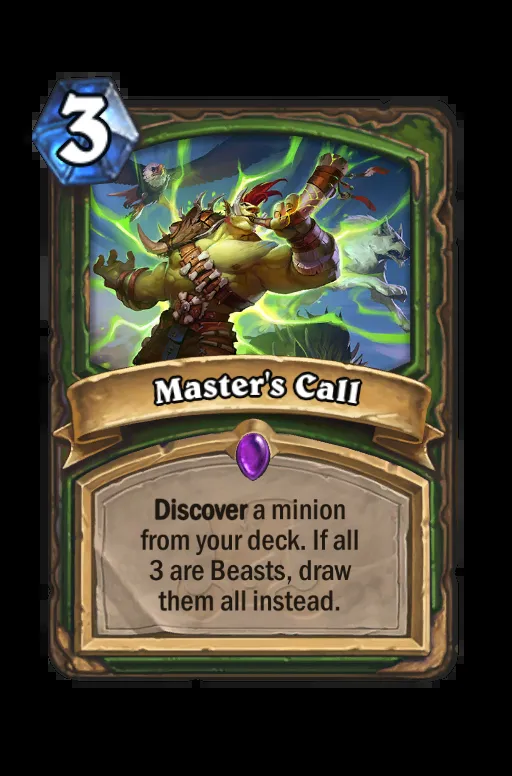 3
Master's Call
Discover a minion
from your deck. If all
3 are Beasts, draw
them all instead.